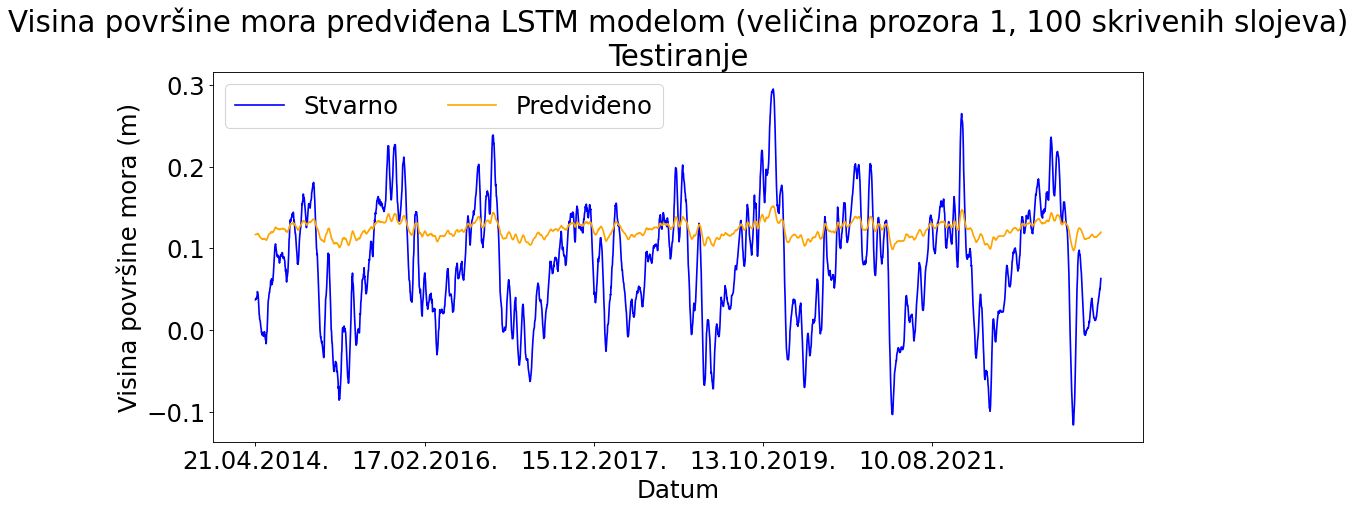 Visina površine mora predviđena LSTM modelom (veličina prozora 1, 100 skrivenih slojeva)
Testiranje
Stvarno Predviđeno
Visina površine mora (m)
0.3
0.2
0.1
0.0
−0.1
21.04.2014. 17.02.2016. 15.12.2017. 13.10.2019. 10.08.2021.
Datum